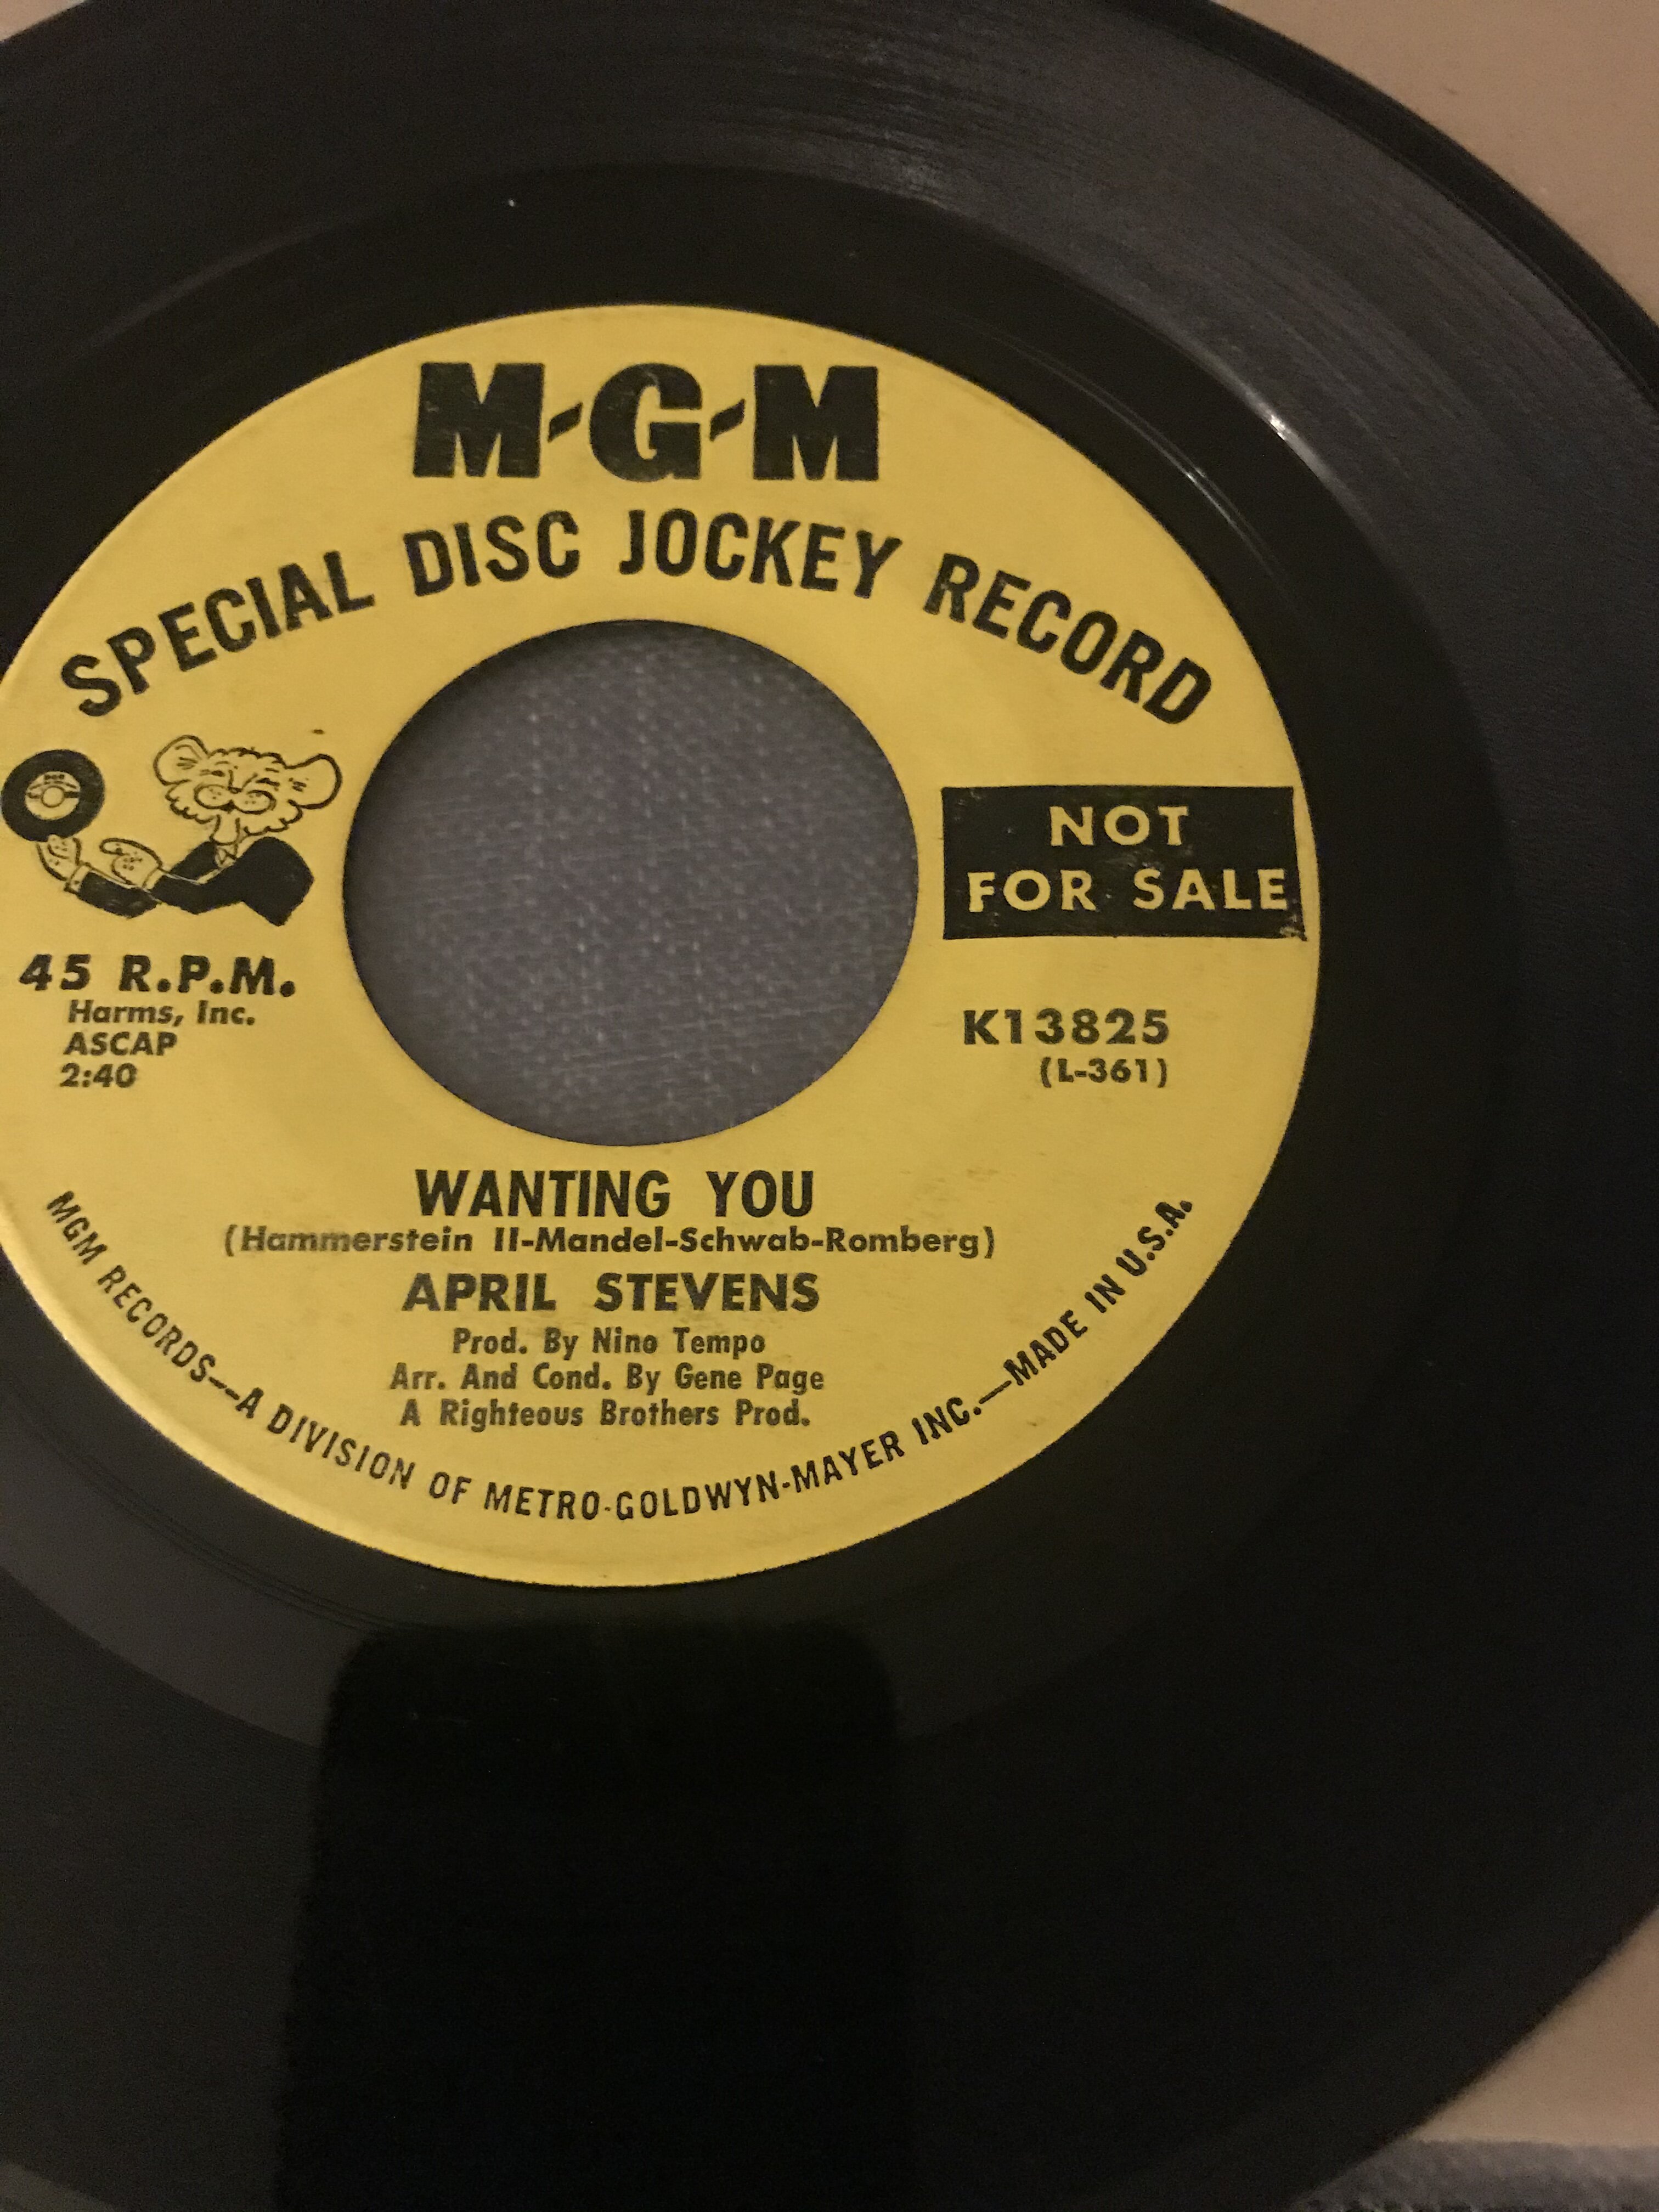 M-G-M
SPECIAL DISC JOCKEY RECORD
NOT
FOR SALE
45 R.P.M.
Harms, Inc.
ASCAP
2:40
K13825
(L-361)
WANTING YOU
(Hammerstein II-Mandel-Schwab-Romberg)
APRIL STEVENS
Prod. By Nino Tempo
Arr. And Cond. By Gene Page
A Righteous Brothers Prod.
MGM RECORDS--A DIVISION OF METRO-GOLDWYN-MAYER INC.—MADE IN U.S.A.